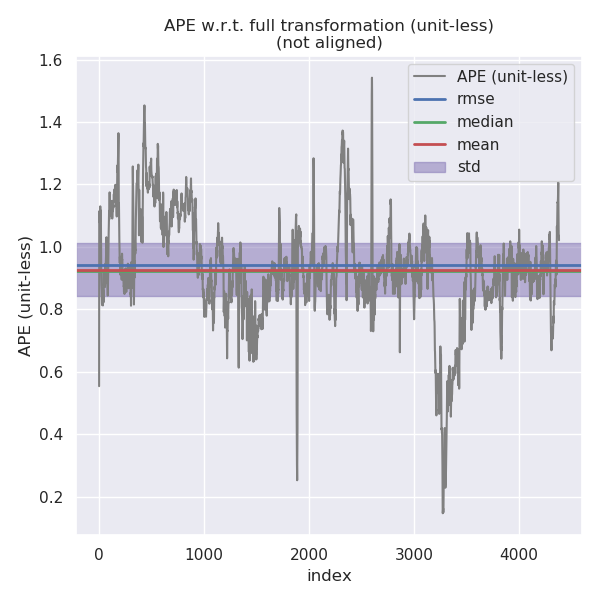 APE w.r.t. full transformation (unit-less)
(not aligned)
APE (unit-less)
rmse
median
mean
std
1.6
1.4
1.2
1.0
0.8
0.6
0.4
0.2
APE (unit-less)
0 1000 2000 3000 4000
index